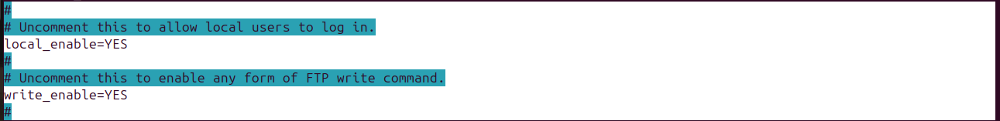 #
# Uncomment this to allow local users to log in.
local_enable=YES
#
# Uncomment this to enable any form of FTP write command.
write_enable=YES
#